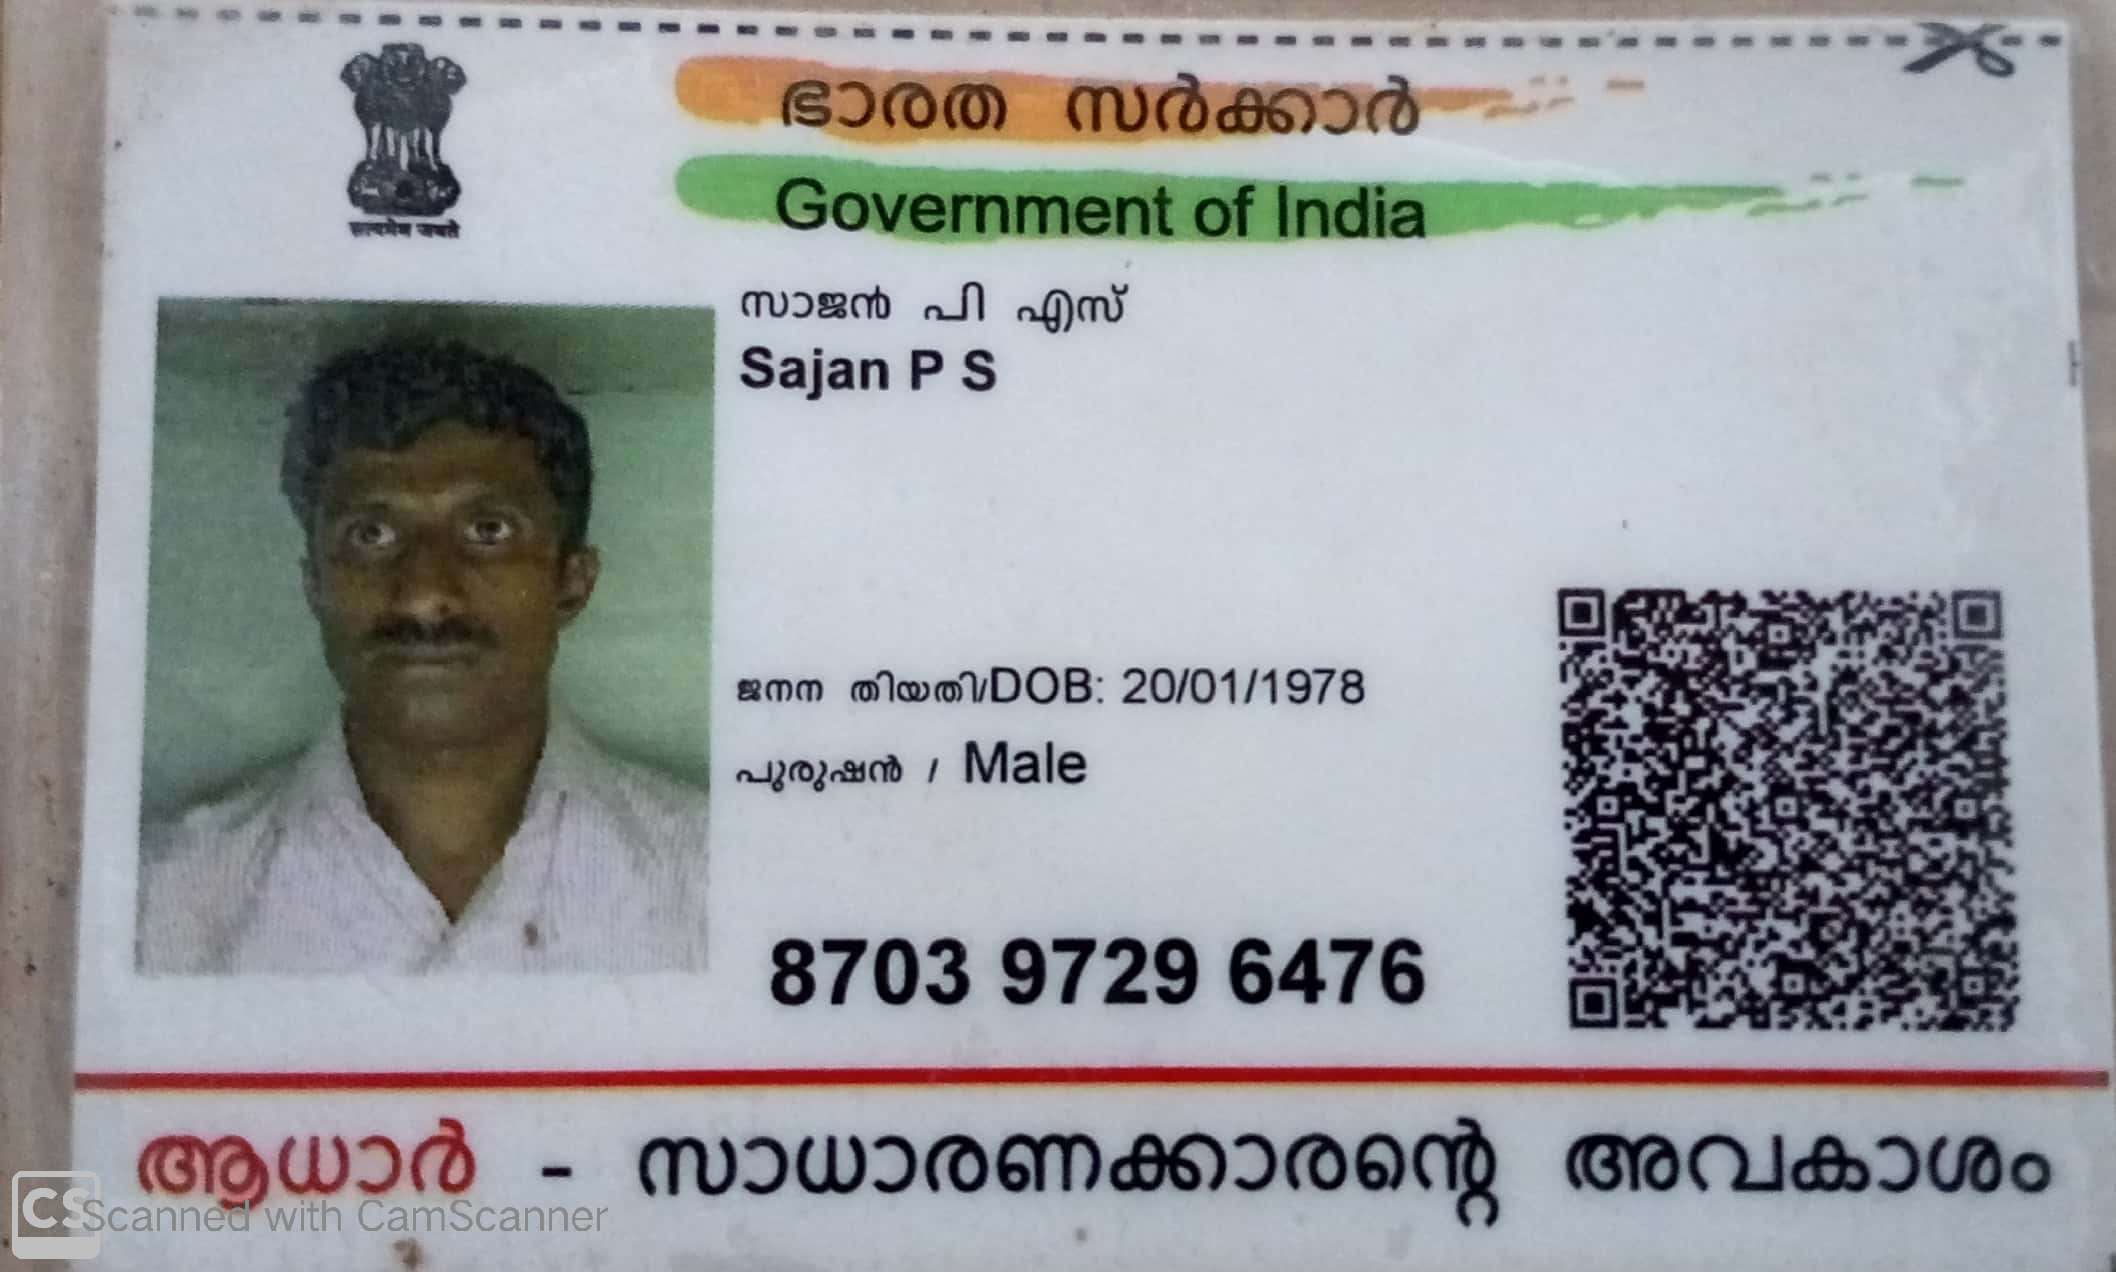 सत्यमेव जयते
ഭാരത സർക്കാർ
Government of India
സാജൻ പി എസ്
Sajan P S
ജനന തിയതി/DOB: 20/01/1978
പുരുഷൻ / Male
8703 9729 6476
ആധാർ - സാധാരണക്കാരന്റെ അവകാശം
CS Scanned with CamScanner